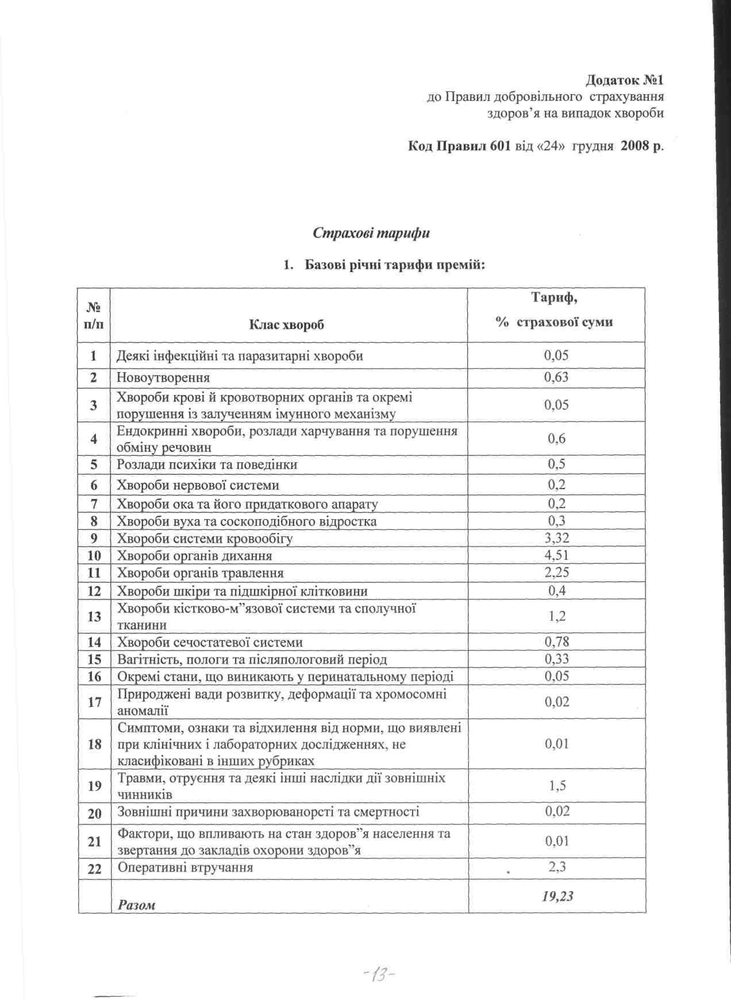 Додаток №1
до Правил добровільного страхування
здоров’я на випадок хвороби
Код Правил 601 від «24» грудня 2008 р.
Страхові тарифи
1. Базові річні тарифи премій:
№
п/п
Клас хвороб
Тариф,
% страхової суми
1 Деякі інфекційні та паразитарні хвороби 0,05
2 Новоутворення 0,63
3 Хвороби крові й кровотворних органів та окремі
порушення із залученням імунного механізму 0,05
4 Ендокринні хвороби, розлади харчування та порушення
обміну речовин 0,6
5 Розлади психіки та поведінки 0,5
6 Хвороби нервової системи 0,2
7 Хвороби ока та його придаткового апарату 0,2
8 Хвороби вуха та соскоподібного відростка 0,3
9 Хвороби системи кровообігу 3,32
10 Хвороби органів дихання 4,51
11 Хвороби органів травлення 2,25
12 Хвороби шкіри та підшкірної клітковини 0,4
13 Хвороби кістково-м”язової системи та сполучної
тканини 1,2
14 Хвороби сечостатевої системи 0,78
15 Вагітність, пологи та післяпологовий період 0,33
16 Окремі стани, що виникають у перинатальному періоді 0,05
17 Природжені вади розвитку, деформації та хромосомні
аномалії 0,02
18 Симптоми, ознаки та відхилення від норми, що виявлені
при клінічних і лабораторних дослідженнях, не
класифіковані в інших рубриках 0,01
19 Травми, отруєння та деякі інші наслідки дії зовнішніх
чинників 1,5
20 Зовнішні причини захворюванорсті та смертності 0,02
21 Фактори, що впливають на стан здоров”я населення та
звертання до закладів охорони здоров”я 0,01
22 Оперативні втручання 2,3
Разом 19,23
-13-